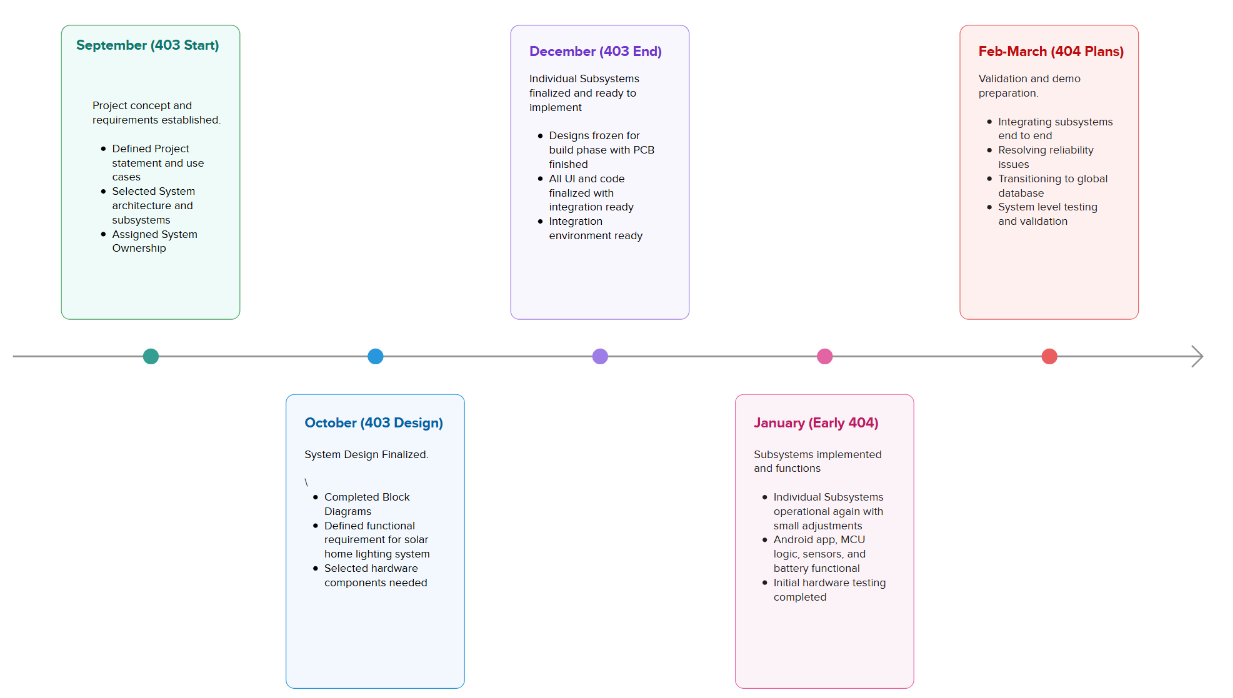 September (403 Start)
Project concept and
requirements established.
• Defined Project
statement and use
cases
• Selected System
architecture and
subsystems
• Assigned System
Ownership
October (403 Design)
System Design Finalized.
\
• Completed Block
Diagrams
• Defined functional
requirement for solar
home lighting system
• Selected hardware
components needed
December (403 End)
Individual Subsystems
finalized and ready to
implement
• Designs frozen for
build phase with PCB
finished
• All UI and code
finalized with
integration ready
• Integration
environment ready
January (Early 404)
Subsystems implemented
and functions
• Individual Subsystems
operational again with
small adjustments
• Android app, MCU
logic, sensors, and
battery functional
• Initial hardware testing
completed
Feb-March (404 Plans)
Validation and demo
preparation.
• Integrating subsystems
end to end
• Resolving reliability
issues
• Transitioning to global
database
• System level testing
and validation